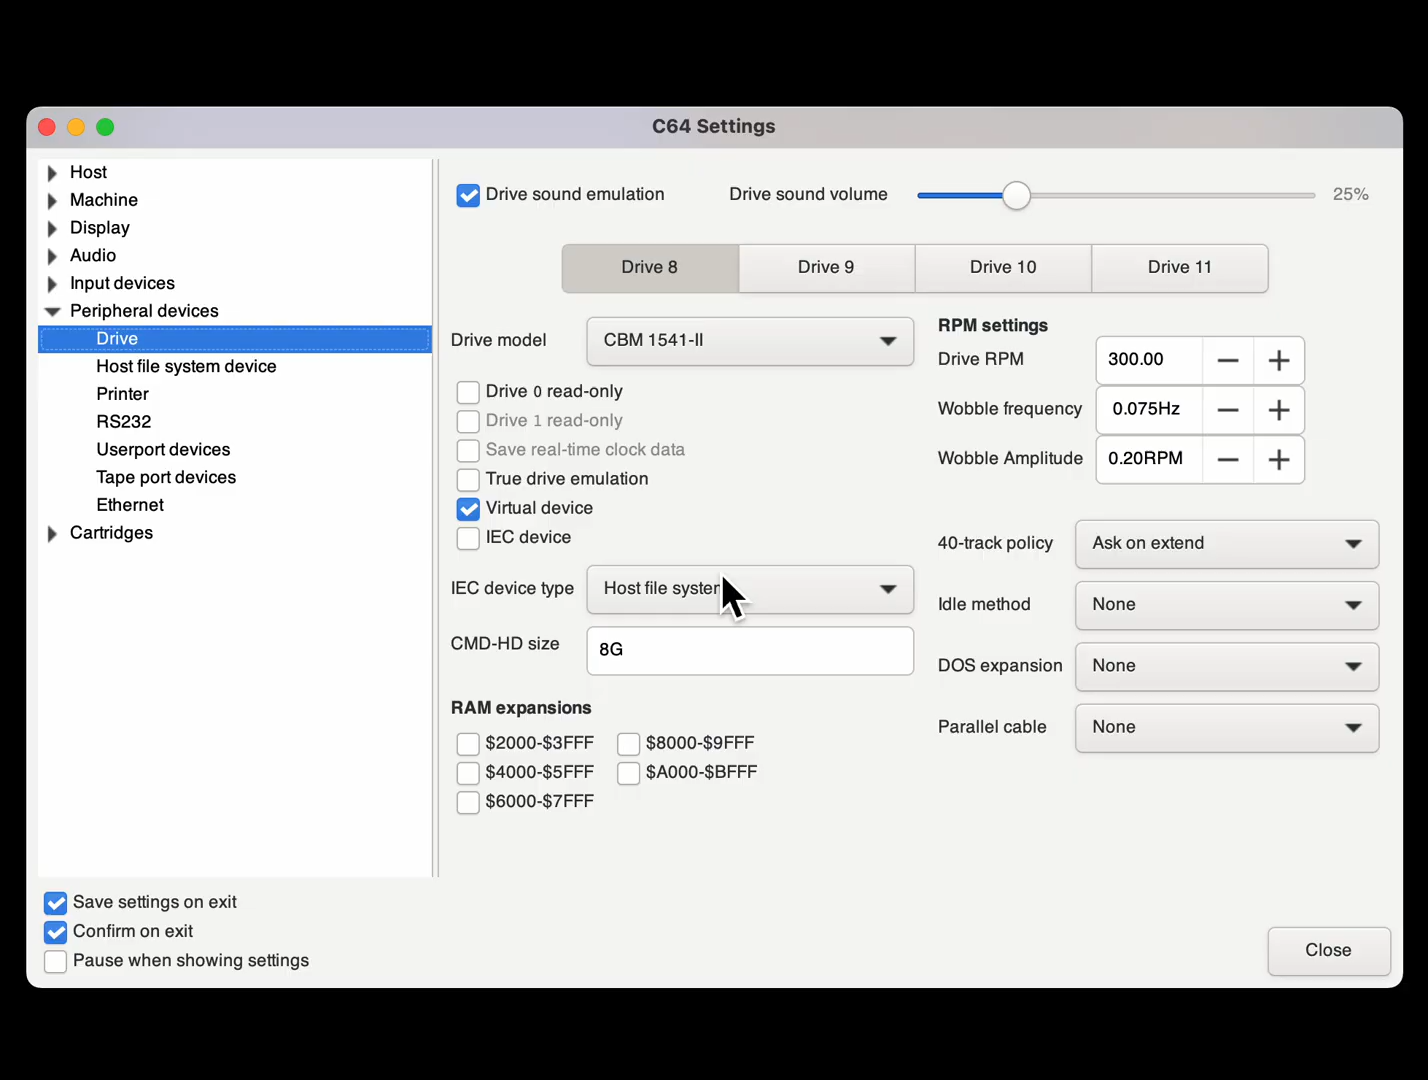 C64 Settings
Host
Machine
Display
Audio
Input devices
Peripheral devices
Drive
Host file system device
Printer
RS232
Userport devices
Tape port devices
Ethernet
Cartridges
Drive sound emulation
Drive sound volume
25%
Drive 8
Drive 9
Drive 10
Drive 11
Drive model
CBM 1541-II
Drive 0 read-only
Drive 1 read-only
Save real-time clock data
True drive emulation
Virtual device
IEC device
IEC device type
Host file system
CMD-HD size
8G
RAM expansions
$2000-$3FFF
$8000-$9FFF
$4000-$5FFF
$A000-$BFFF
$6000-$7FFF
RPM settings
Drive RPM
300.00
Wobble frequency
0.075Hz
Wobble Amplitude
0.20RPM
40-track policy
Ask on extend
Idle method
None
DOS expansion
None
Parallel cable
None
Save settings on exit
Confirm on exit
Pause when showing settings
Close